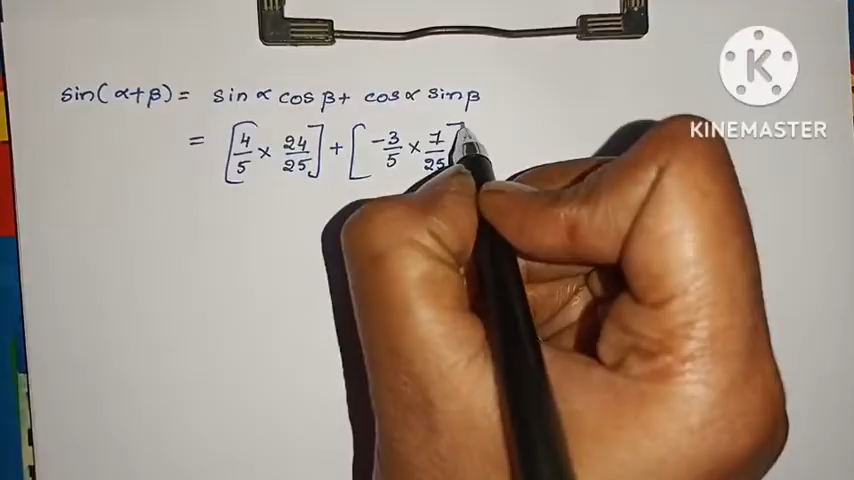 sin(α+β) = sin α cos β + cos α sin β
= [4/5 × 24/25] + [-3/5 × 7/25]
K
KINEMASTER